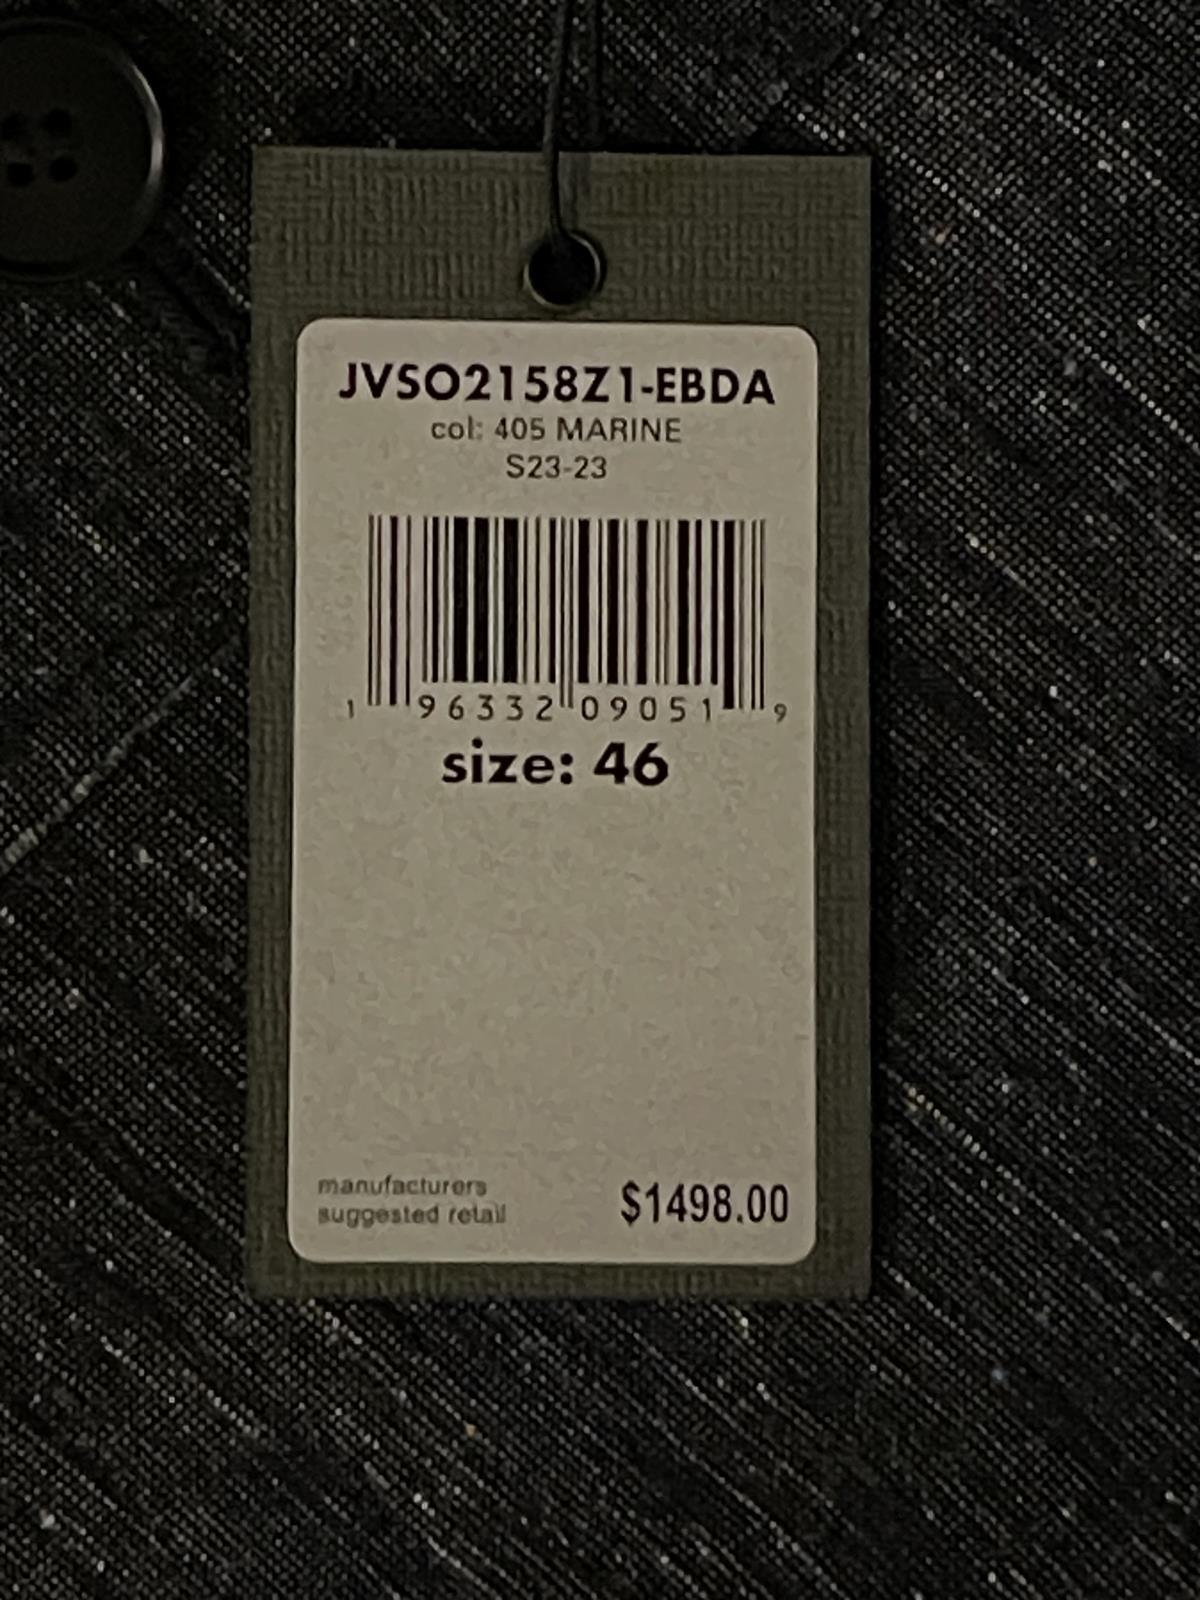 JVSO2158Z1-EBDA
col: 405 MARINE
S23-23
1 96332 09051 9
size: 46
manufacturers
suggested retail
$1498.00